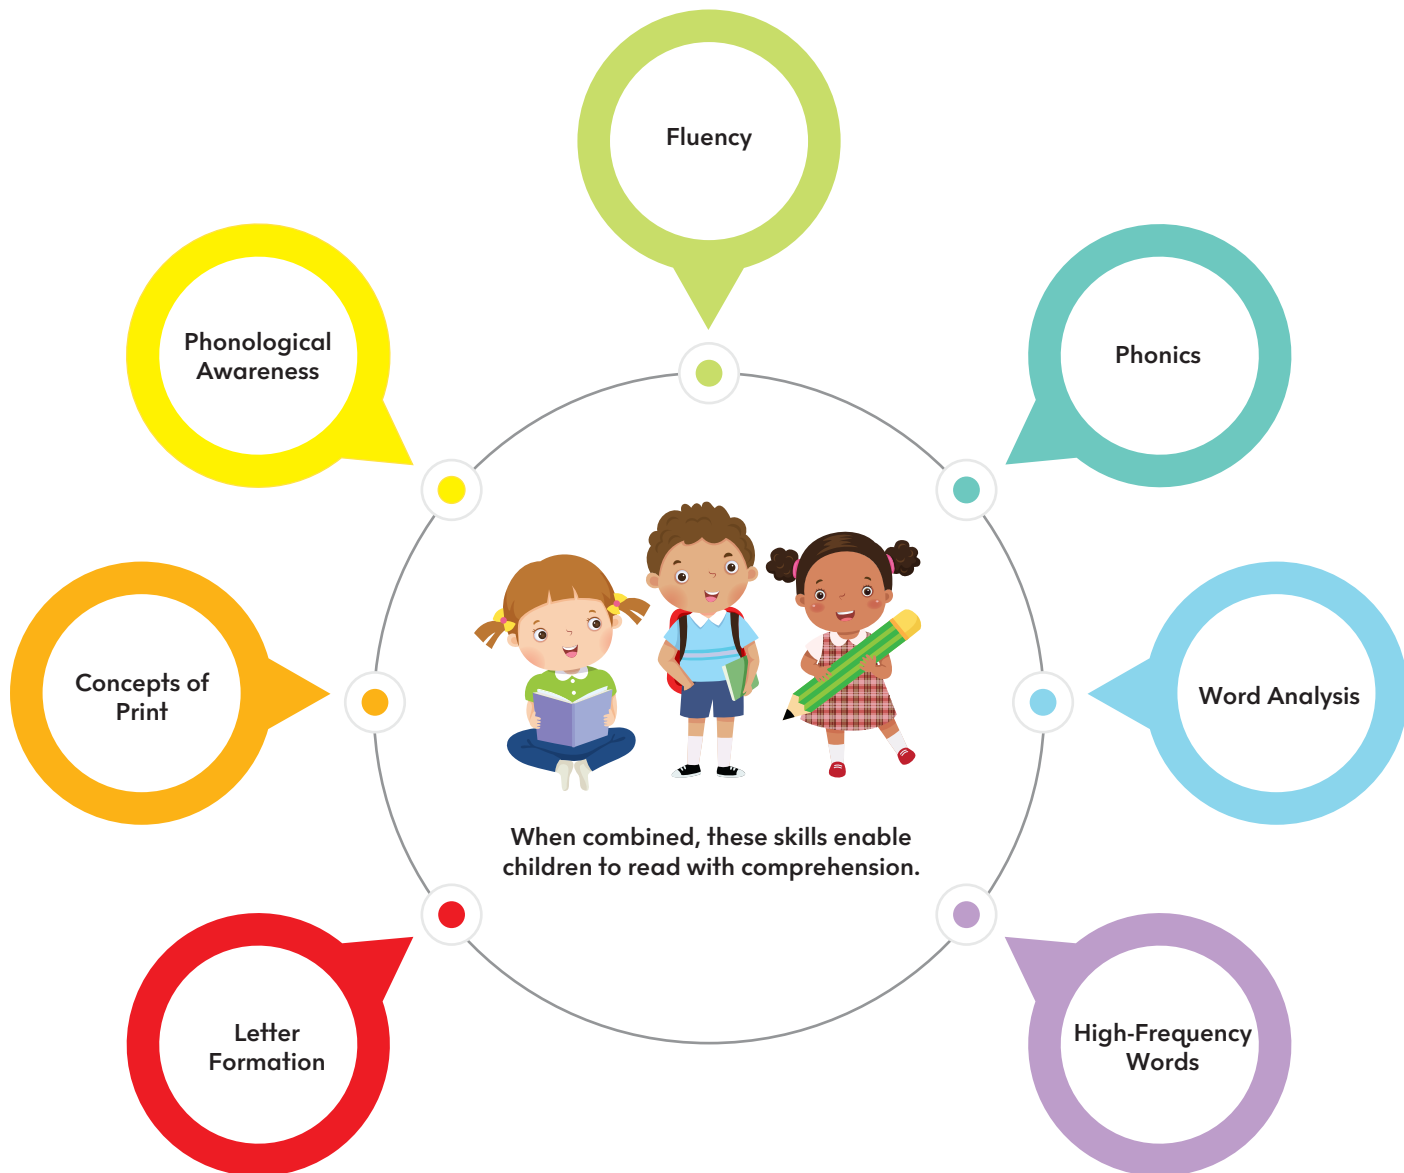 Fluency
Phonological
Awareness
Phonics
Concepts of
Print
Word Analysis
When combined, these skills enable
children to read with comprehension.
Letter
Formation
High-Frequency
Words